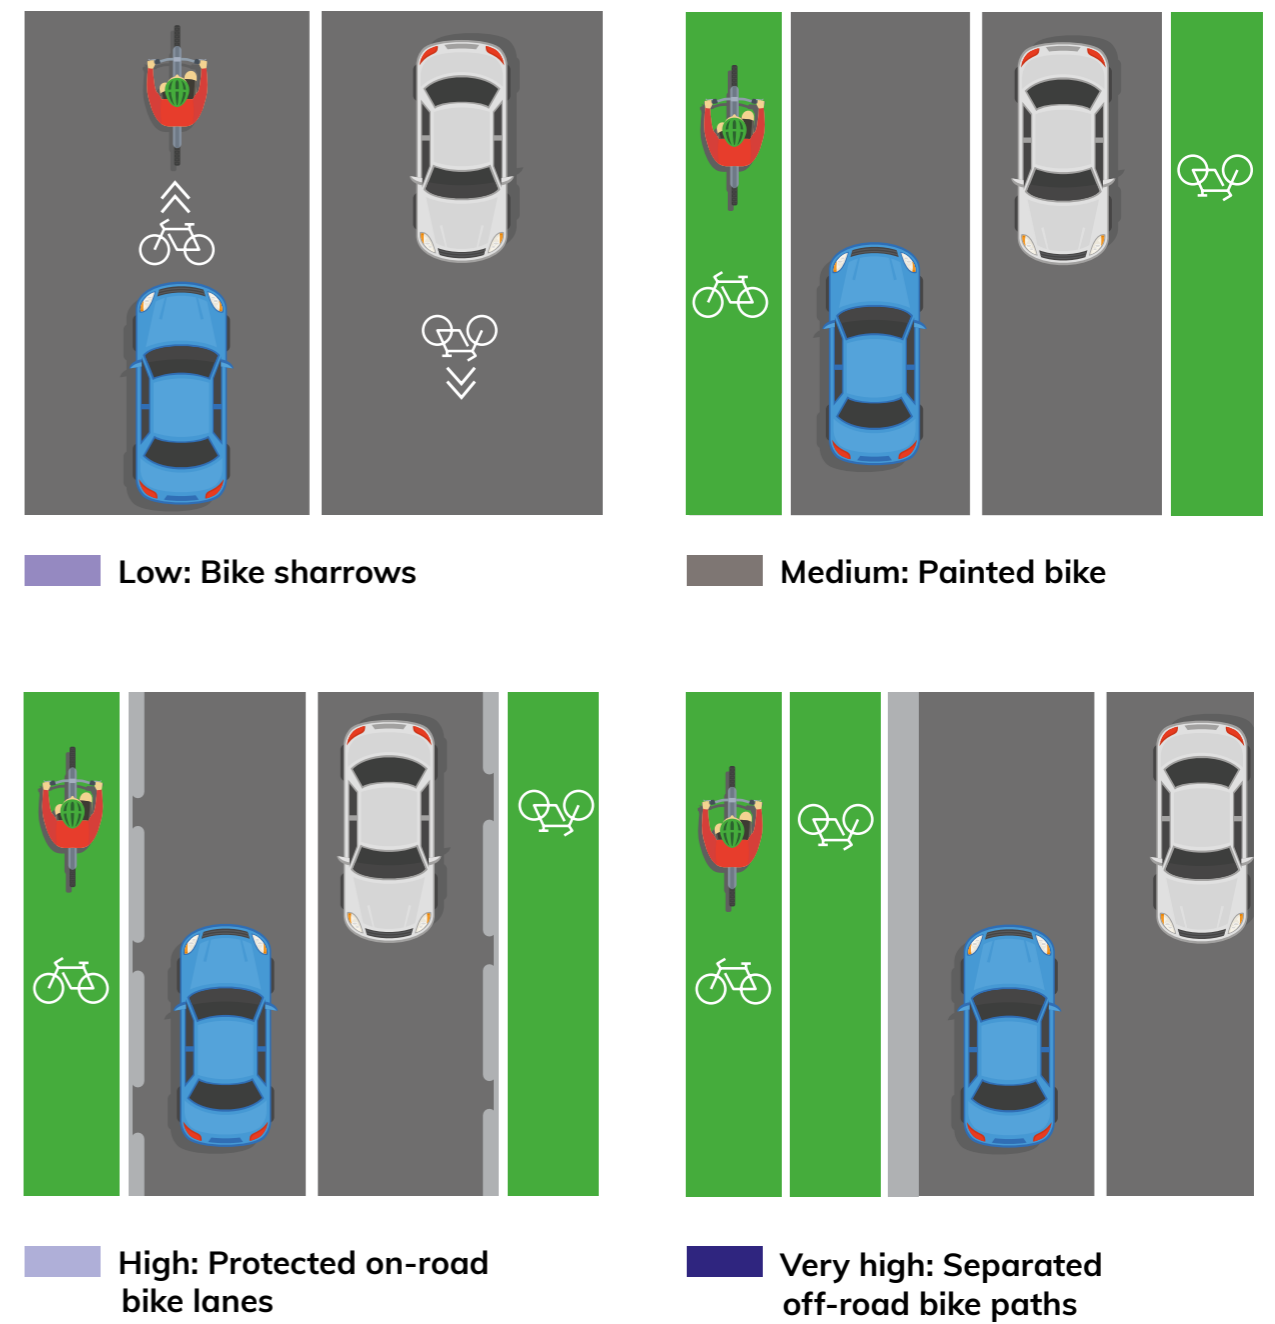 Low: Bike sharrows
Medium: Painted bike
High: Protected on-road
bike lanes
Very high: Separated
off-road bike paths